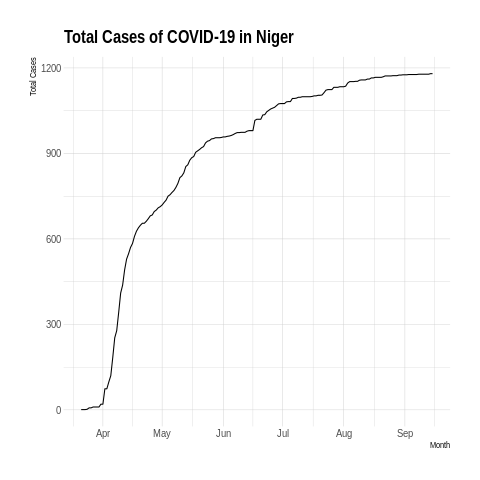 Total Cases of COVID-19 in Niger
Total Cases
1200
900
600
300
0
Apr May Jun Jul Aug Sep
Month